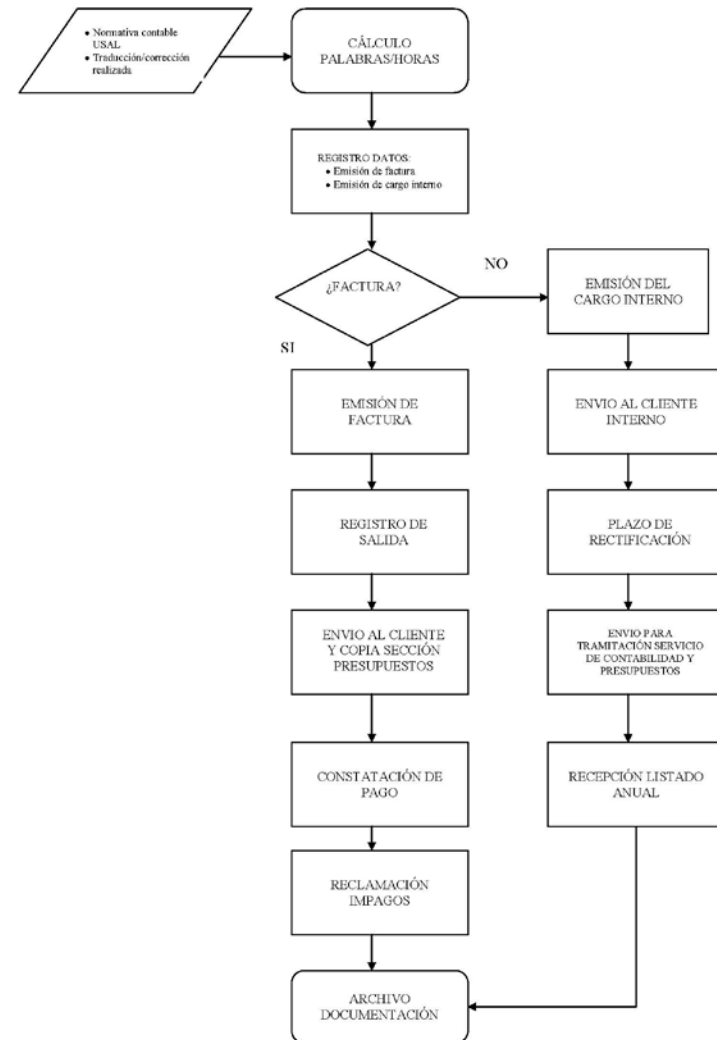 • Normativa contable
USAL
• Traducción/corrección
realizada
CÁLCULO
PALABRAS/HORAS
REGISTRO DATOS:
• Emisión de factura
• Emisión de cargo interno
¿FACTURA?
NO
EMISIÓN DEL
CARGO INTERNO
SI
EMISIÓN DE
FACTURA
ENVIO AL CLIENTE
INTERNO
REGISTRO DE
SALIDA
PLAZO DE
RECTIFICACIÓN
ENVIO AL CLIENTE
Y COPIA SECCIÓN
PRESUPUESTOS
ENVIO PARA
TRAMITACIÓN SERVICIO
DE CONTABILIDAD Y
PRESUPUESTOS
CONSTATACIÓN DE
PAGO
RECEPCIÓN LISTADO
ANUAL
RECLAMACIÓN
IMPAGOS
ARCHIVO
DOCUMENTACIÓN